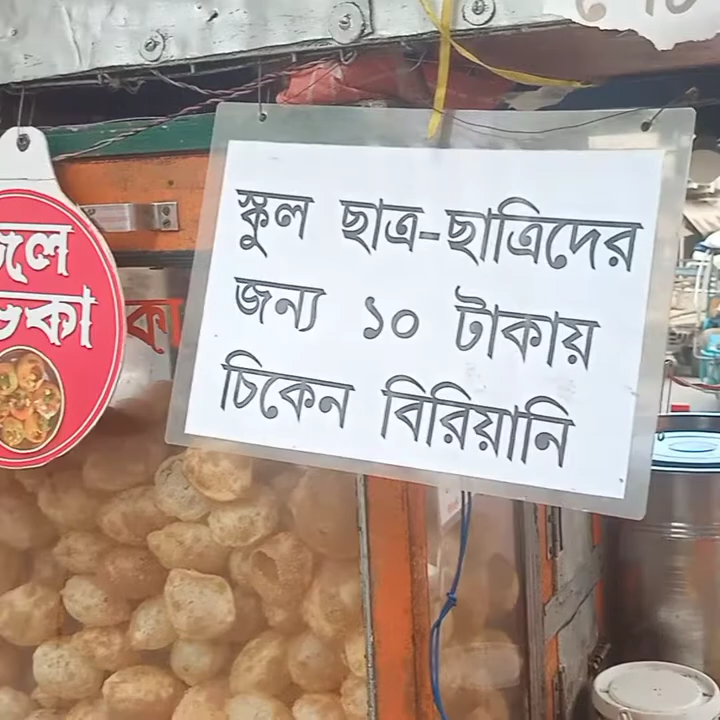 স্কুল ছাত্র-ছাত্রিদের
জন্য ১০ টাকায়
চিকেন বিরিয়ানি